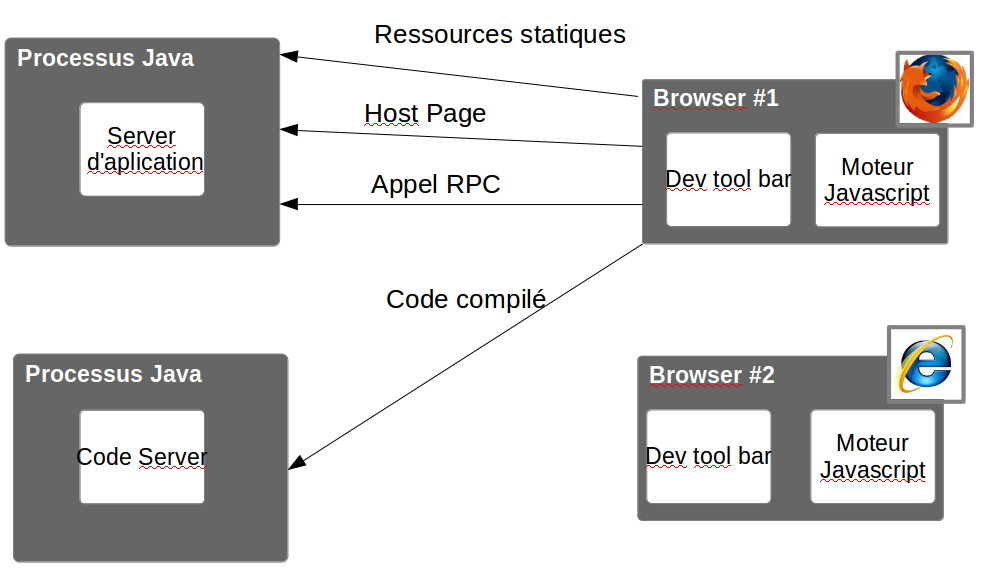 Ressources statiques
Processus Java
Server
d'aplication
Host Page
Appel RPC
Browser #1
Dev tool bar
Moteur
Javascript
Code compilé
Processus Java
Code Server
Browser #2
Dev tool bar
Moteur
Javascript